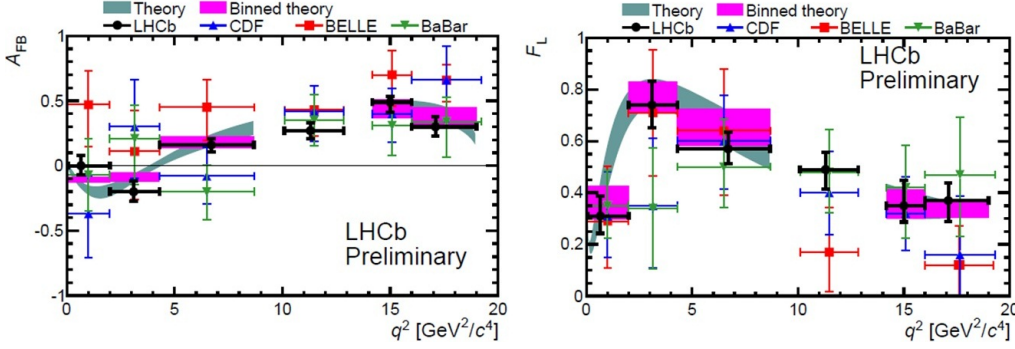 Theory Binned theory
LHCb CDF BELLE BaBar
A_FB
1
0.5
0
-0.5
-1
LHCb
Preliminary
0 5 10 15 20
q² [GeV²/c⁴]
Theory Binned theory
LHCb CDF BELLE BaBar
F_L
1
0.8
0.6
0.4
0.2
0
LHCb
Preliminary
0 5 10 15 20
q² [GeV²/c⁴]